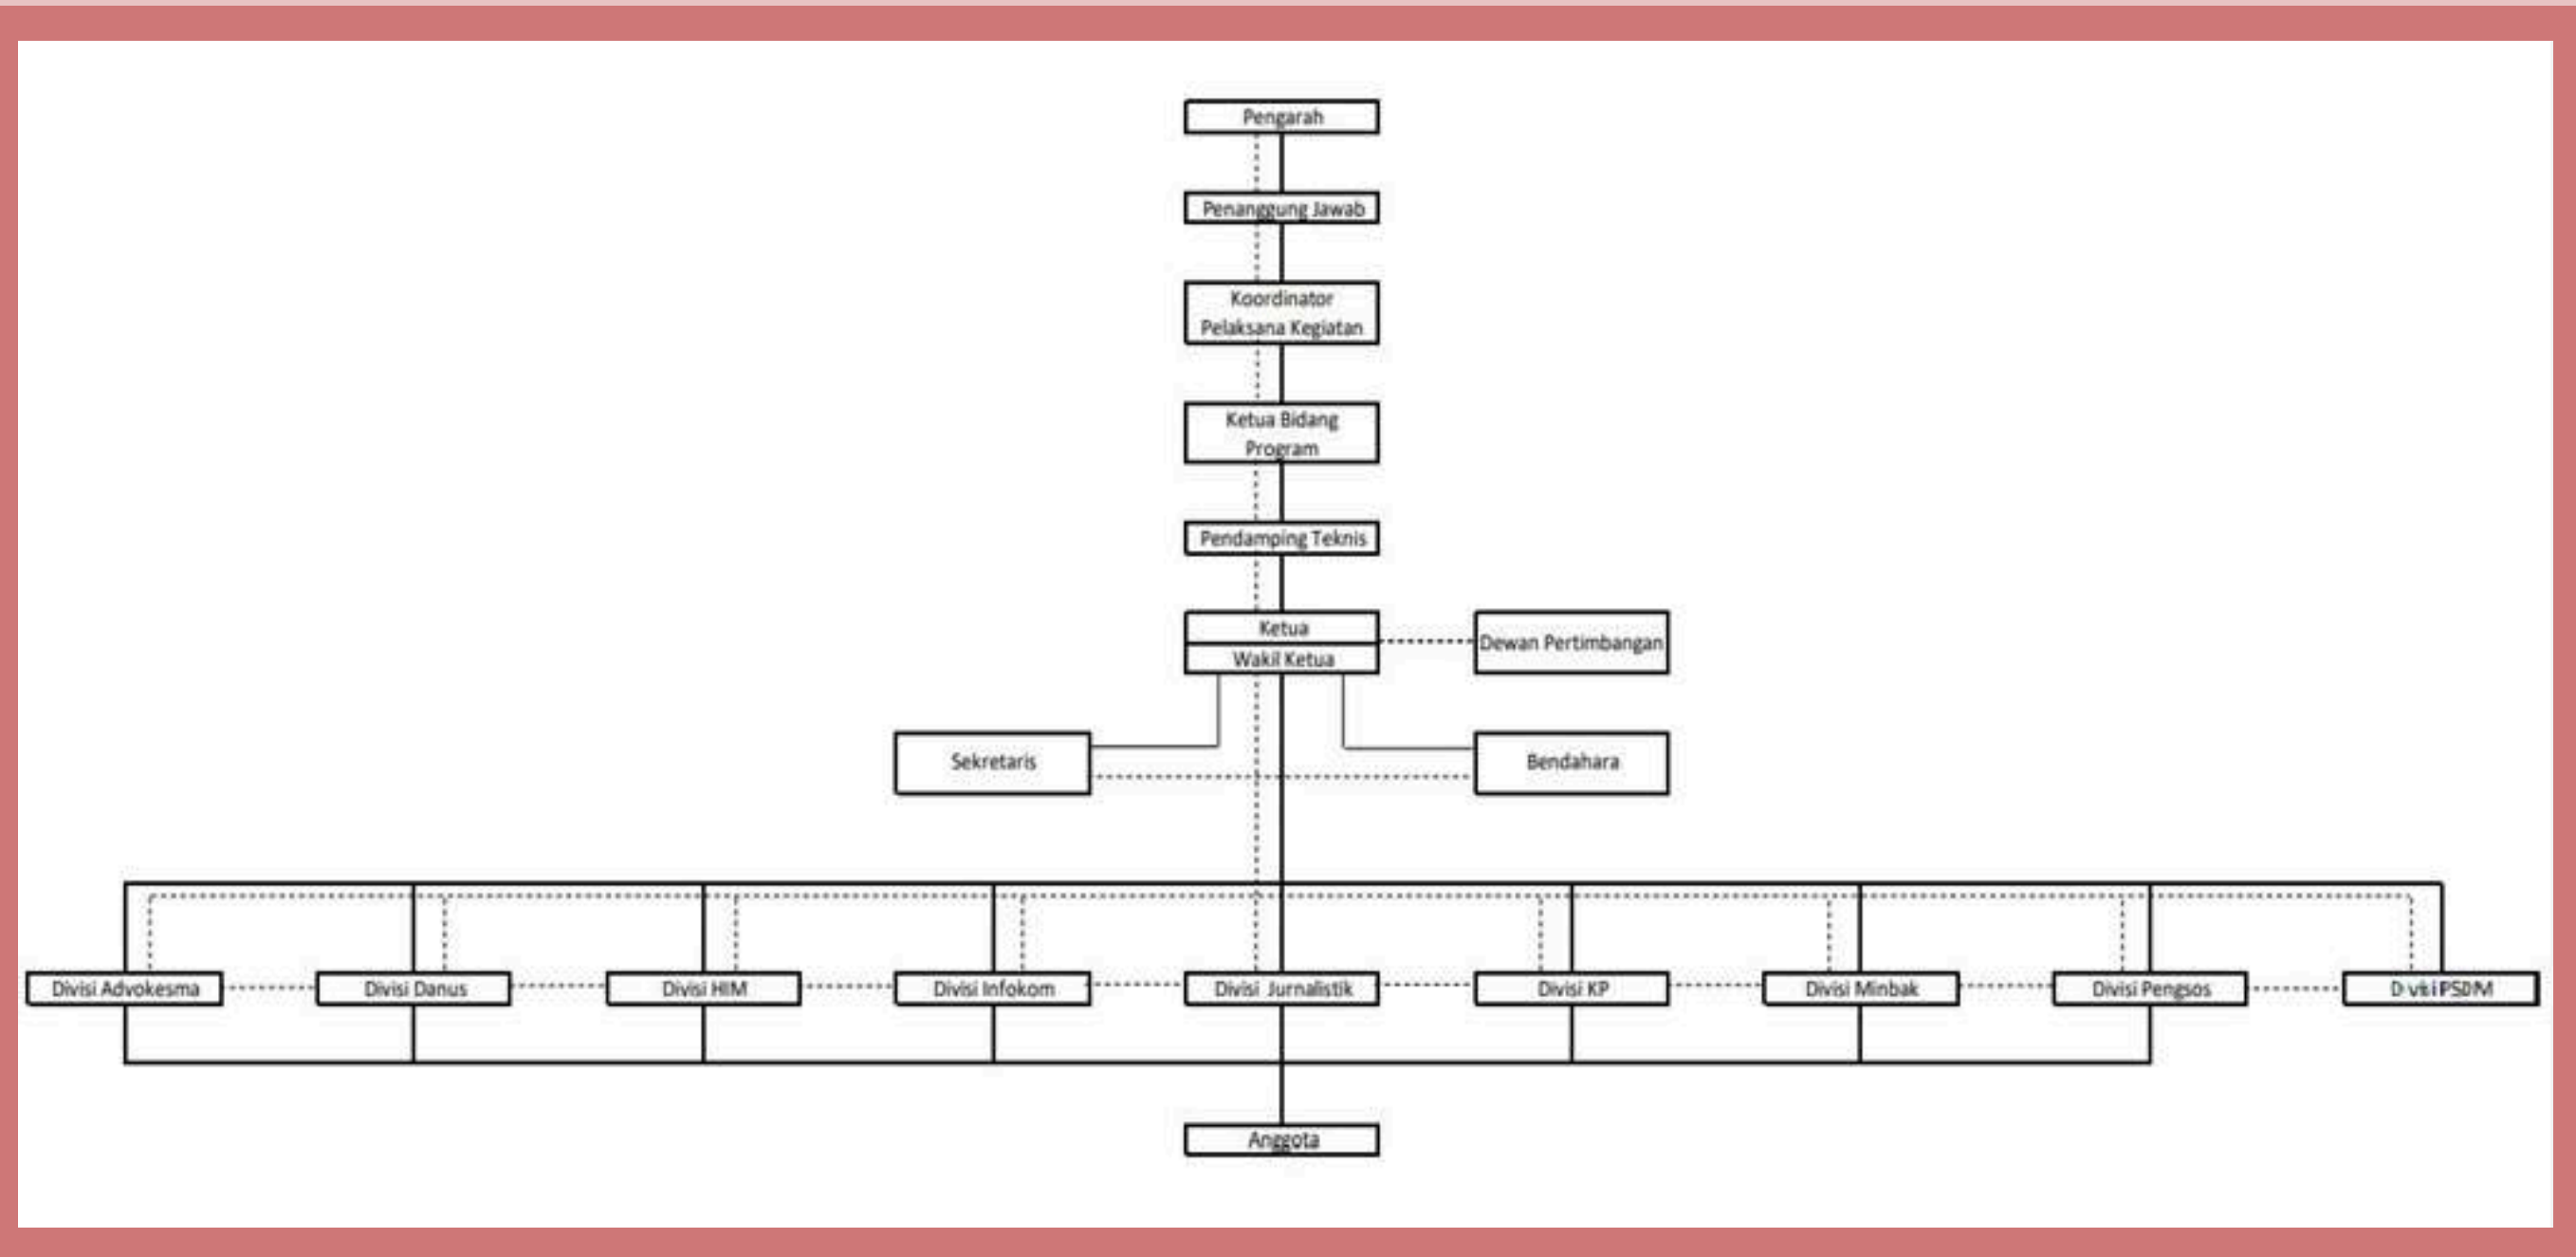 Pengarah
Penanggung Jawab
Koordinator
Pelaksana Kegiatan
Ketua Bidang
Program
Pendamping Teknis
Ketua
Wakil Ketua
Dewan Pertimbangan
Sekretaris
Bendahara
Divisi Advokesma
Divisi Danus
Divisi HIM
Divisi Infokom
Divisi Jurnalistik
Divisi KP
Divisi Minbak
Divisi Pengsos
PSDM
Anggota